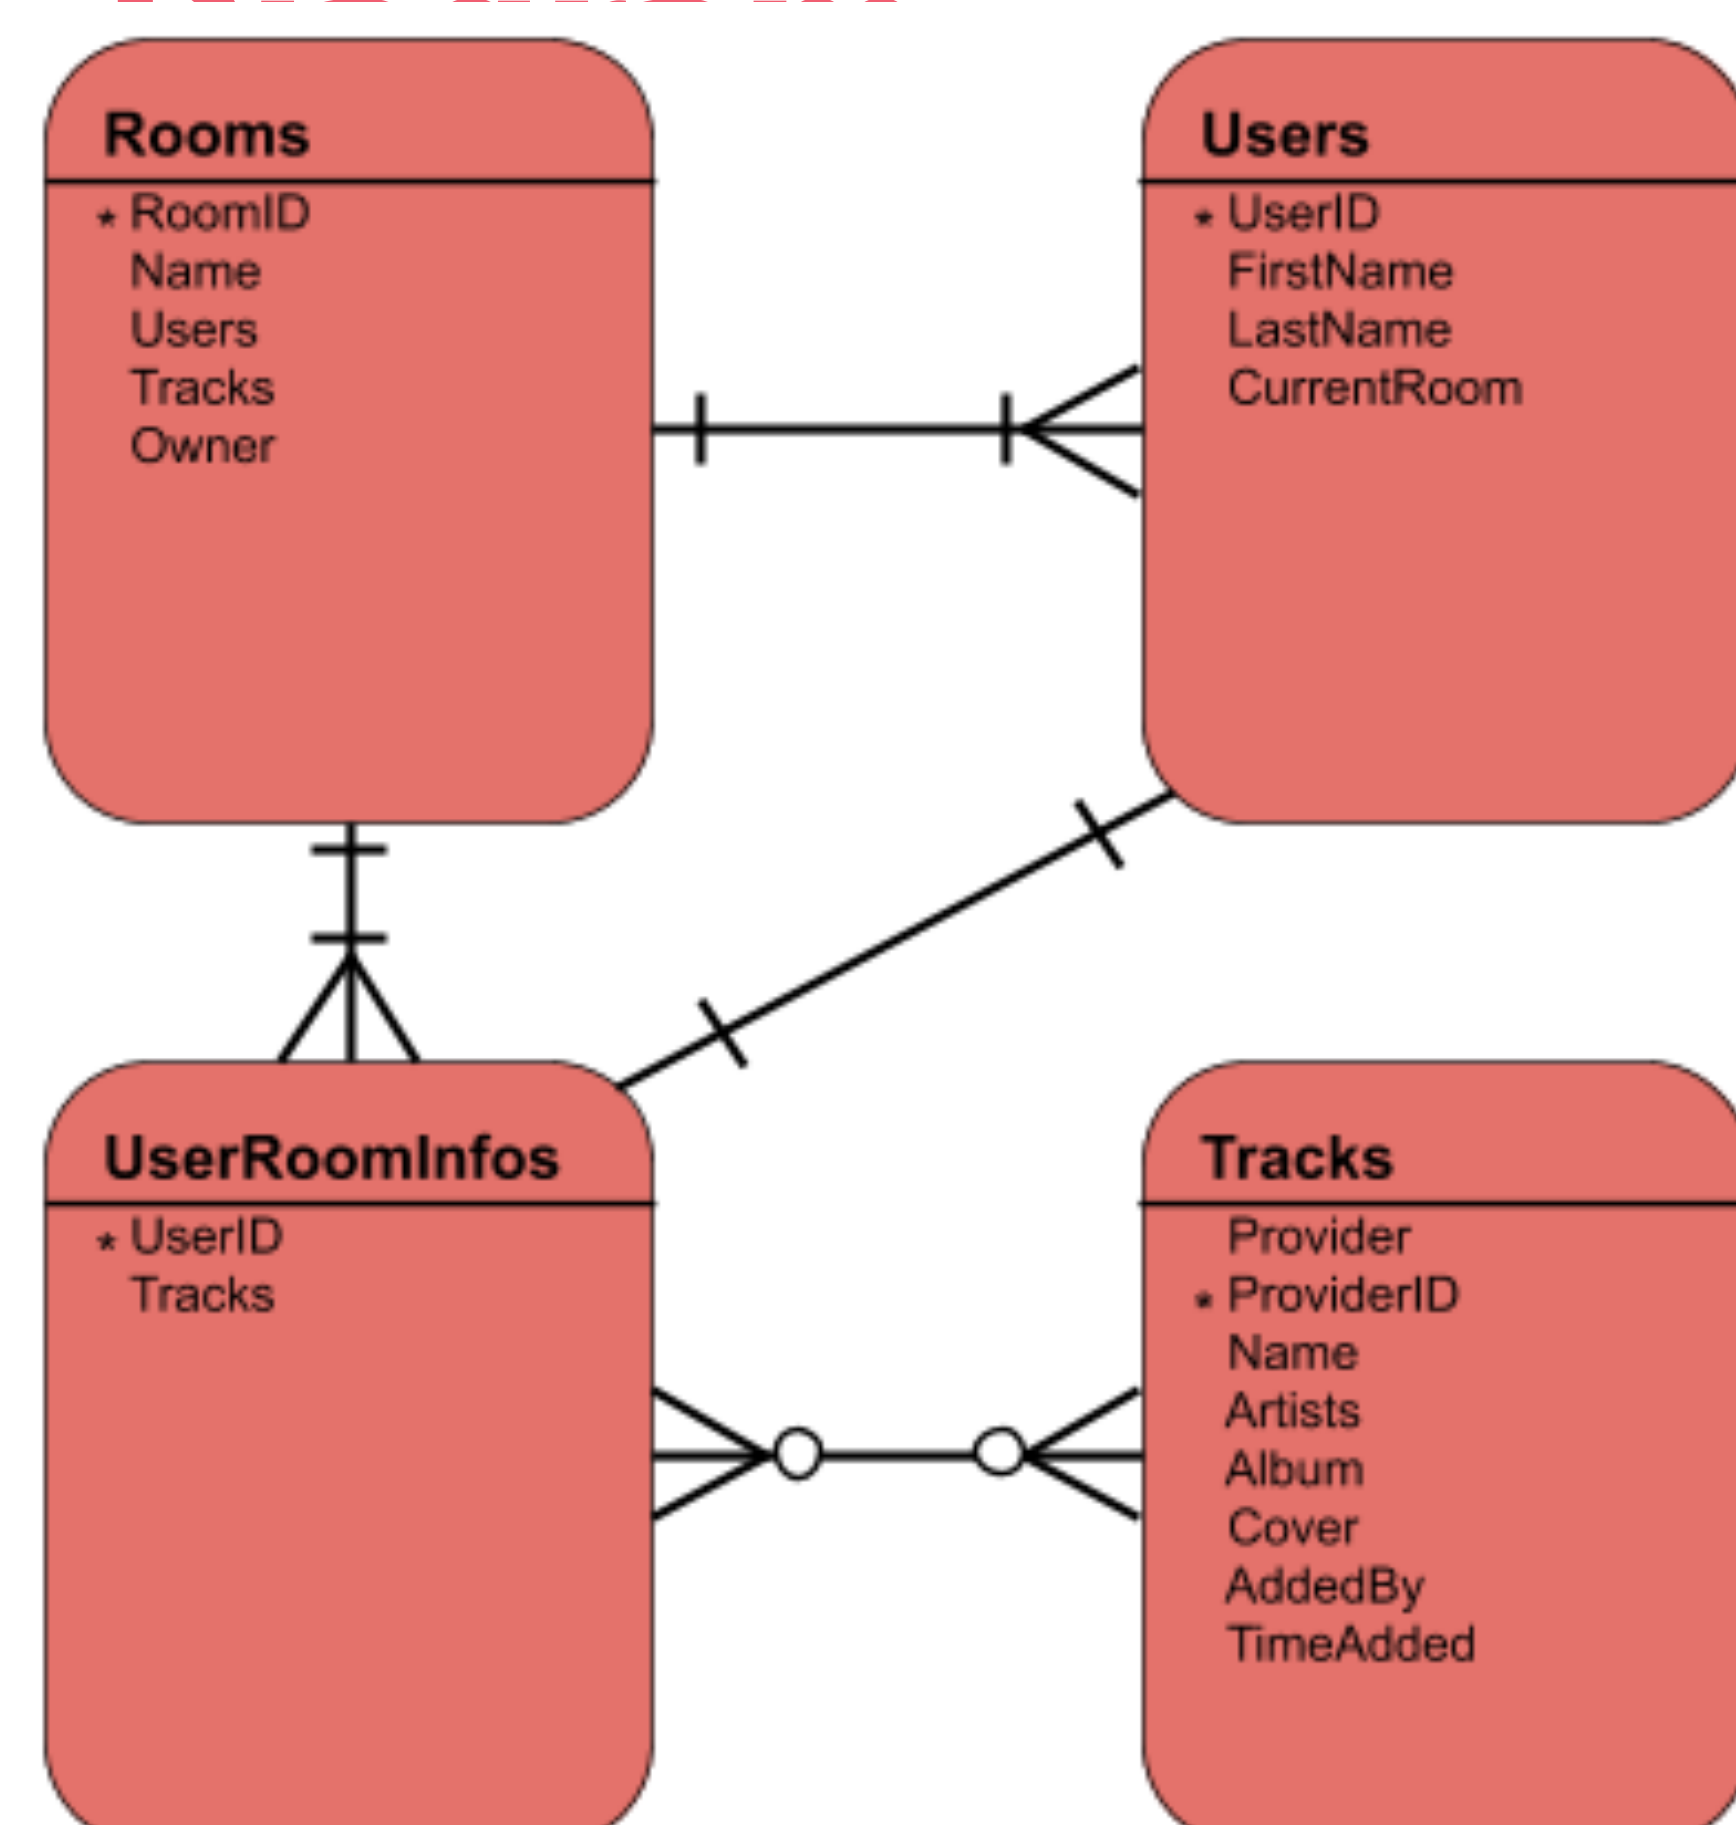 Rooms
* RoomID
Name
Users
Tracks
Owner
Users
* UserID
FirstName
LastName
CurrentRoom
UserRoomInfos
* UserID
Tracks
Tracks
Provider
* ProviderID
Name
Artists
Album
Cover
AddedBy
TimeAdded